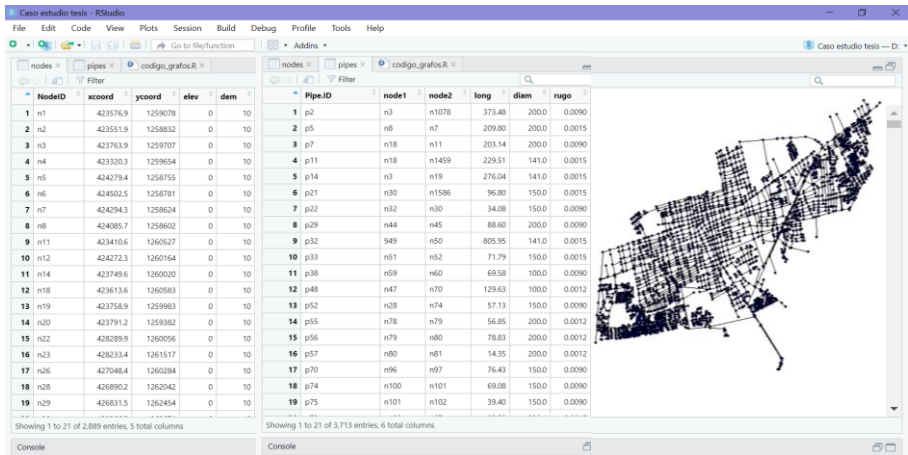 Caso estudio tesis - RStudio
File Edit Code View Plots Session Build Debug Profile Tools Help
Go to file/function Addins Caso estudio tesis — D:
nodes pipes codigo_grafos.R
Filter
NodeID xcoord ycoord elev dem
1 n1 423576.9 1259078 0 10
2 n2 423551.9 1258832 0 10
3 n3 423763.9 1259707 0 10
4 n4 423320.3 1259654 0 10
5 n5 424279.4 1258755 0 10
6 n6 424502.5 1258781 0 10
7 n7 424294.3 1258624 0 10
8 n8 424085.7 1258602 0 10
9 n11 423410.6 1260527 0 10
10 n12 424272.3 1260164 0 10
11 n14 423749.6 1260020 0 10
12 n18 423613.6 1260583 0 10
13 n19 423758.9 1259983 0 10
14 n20 423791.2 1259382 0 10
15 n22 428289.9 1260056 0 10
16 n23 428233.4 1261517 0 10
17 n26 427048.4 1260284 0 10
18 n28 426890.2 1262042 0 10
19 n29 426831.5 1262454 0 10
Showing 1 to 21 of 2,889 entries, 5 total columns
Console
nodes pipes codigo_grafos.R
Filter
Pipe.ID node1 node2 long diam rugo
1 p2 n3 n1078 373.48 200.0 0.0090
2 p5 n8 n7 209.80 200.0 0.0015
3 p7 n18 n11 203.14 200.0 0.0090
4 p11 n18 n1459 229.51 141.0 0.0015
5 p14 n3 n19 276.04 141.0 0.0015
6 p21 n30 n1586 96.80 150.0 0.0015
7 p22 n32 n30 34.08 150.0 0.0090
8 p29 n44 n45 88.60 200.0 0.0090
9 p32 949 n50 805.95 141.0 0.0015
10 p33 n51 n52 71.79 150.0 0.0015
11 p38 n59 n60 69.58 100.0 0.0090
12 p48 n47 n70 129.63 100.0 0.0012
13 p52 n28 n74 57.13 150.0 0.0090
14 p55 n78 n79 56.85 200.0 0.0012
15 p56 n79 n80 78.83 200.0 0.0012
16 p57 n80 n81 14.35 200.0 0.0012
17 p70 n96 n97 76.43 150.0 0.0090
18 p74 n100 n101 69.08 150.0 0.0090
19 p75 n101 n102 39.40 150.0 0.0090
Showing 1 to 21 of 3,713 entries, 6 total columns
Console